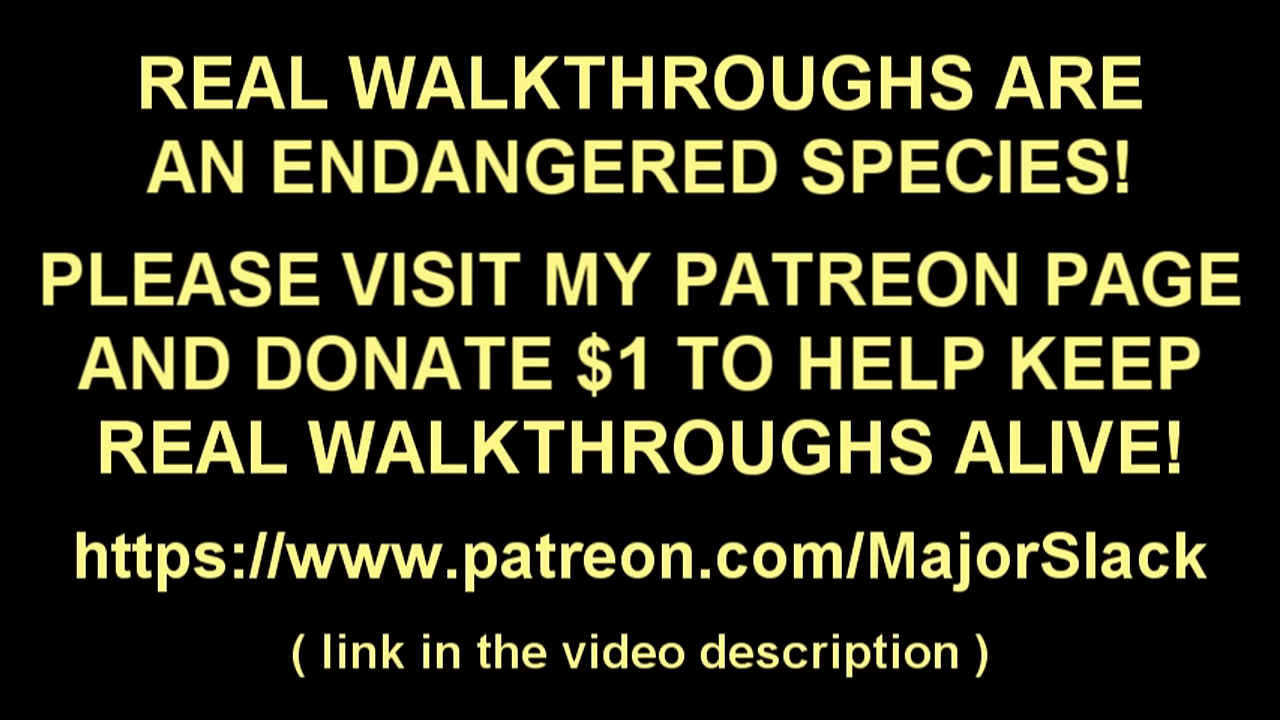 REAL WALKTHROUGHS ARE
AN ENDANGERED SPECIES!
PLEASE VISIT MY PATREON PAGE
AND DONATE $1 TO HELP KEEP
REAL WALKTHROUGHS ALIVE!
https://www.patreon.com/MajorSlack
( link in the video description )